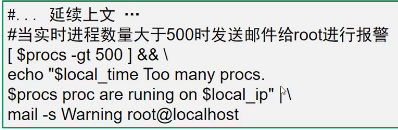 #... 延续上文 ...
#当实时进程数量大于500时发送邮件给root进行报警
[ $procs -gt 500 ] && \
echo "$local_time Too many procs.
$procs proc are runing on $local_ip" |\
mail -s Warning root@localhost